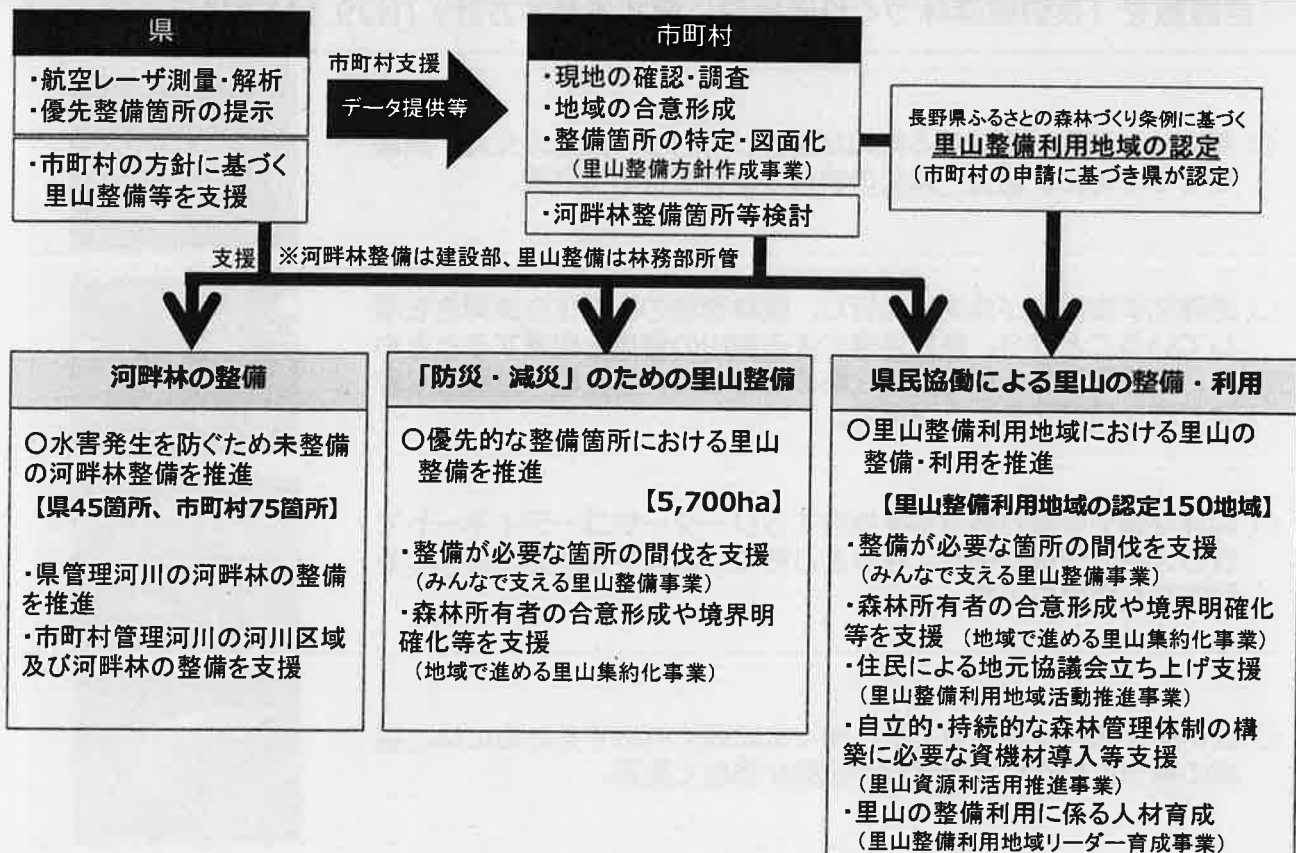 県
・航空レーザ測量・解析
・優先整備箇所の提示
・市町村の方針に基づく
里山整備等を支援
市町村支援
データ提供等
市町村
・現地の確認・調査
・地域の合意形成
・整備箇所の特定・図面化
(里山整備方針作成事業)
・河畔林整備箇所等検討
長野県ふるさとの森林づくり条例に基づく
里山整備利用地域の認定
(市町村の申請に基づき県が認定)
支援 ※河畔林整備は建設部、里山整備は林務部所管
河畔林の整備
〇水害発生を防ぐため未整備
の河畔林整備を推進
【県45箇所、市町村75箇所】
・県管理河川の河畔林の整備
を推進
・市町村管理河川の河川区域
及び河畔林の整備を支援
「防災・減災」のための里山整備
〇優先的な整備箇所における里山
整備を推進
【5,700ha】
・整備が必要な箇所の間伐を支援
(みんなで支える里山整備事業)
・森林所有者の合意形成や境界明
確化等を支援
(地域で進める里山集約化事業)
県民協働による里山の整備・利用
〇里山整備利用地域における里山の
整備・利用を推進
【里山整備利用地域の認定150地域】
・整備が必要な箇所の間伐を支援
(みんなで支える里山整備事業)
・森林所有者の合意形成や境界明確化
等を支援 (地域で進める里山集約化事業)
・住民による地元協議会立ち上げ支援
(里山整備利用地域活動推進事業)
・自立的・持続的な森林管理体制の構
築に必要な資機材導入等支援
(里山資源利活用推進事業)
・里山の整備利用に係る人材育成
(里山整備利用地域リーダー育成事業)